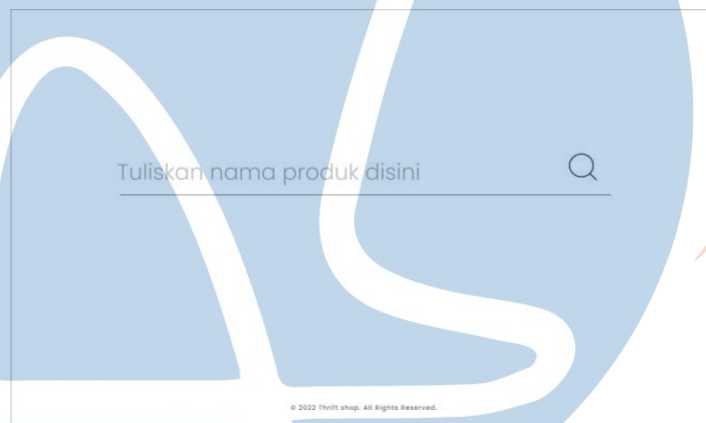 Tuliskan nama produk disini
© 2022 Thrift shop. All Rights Reserved.